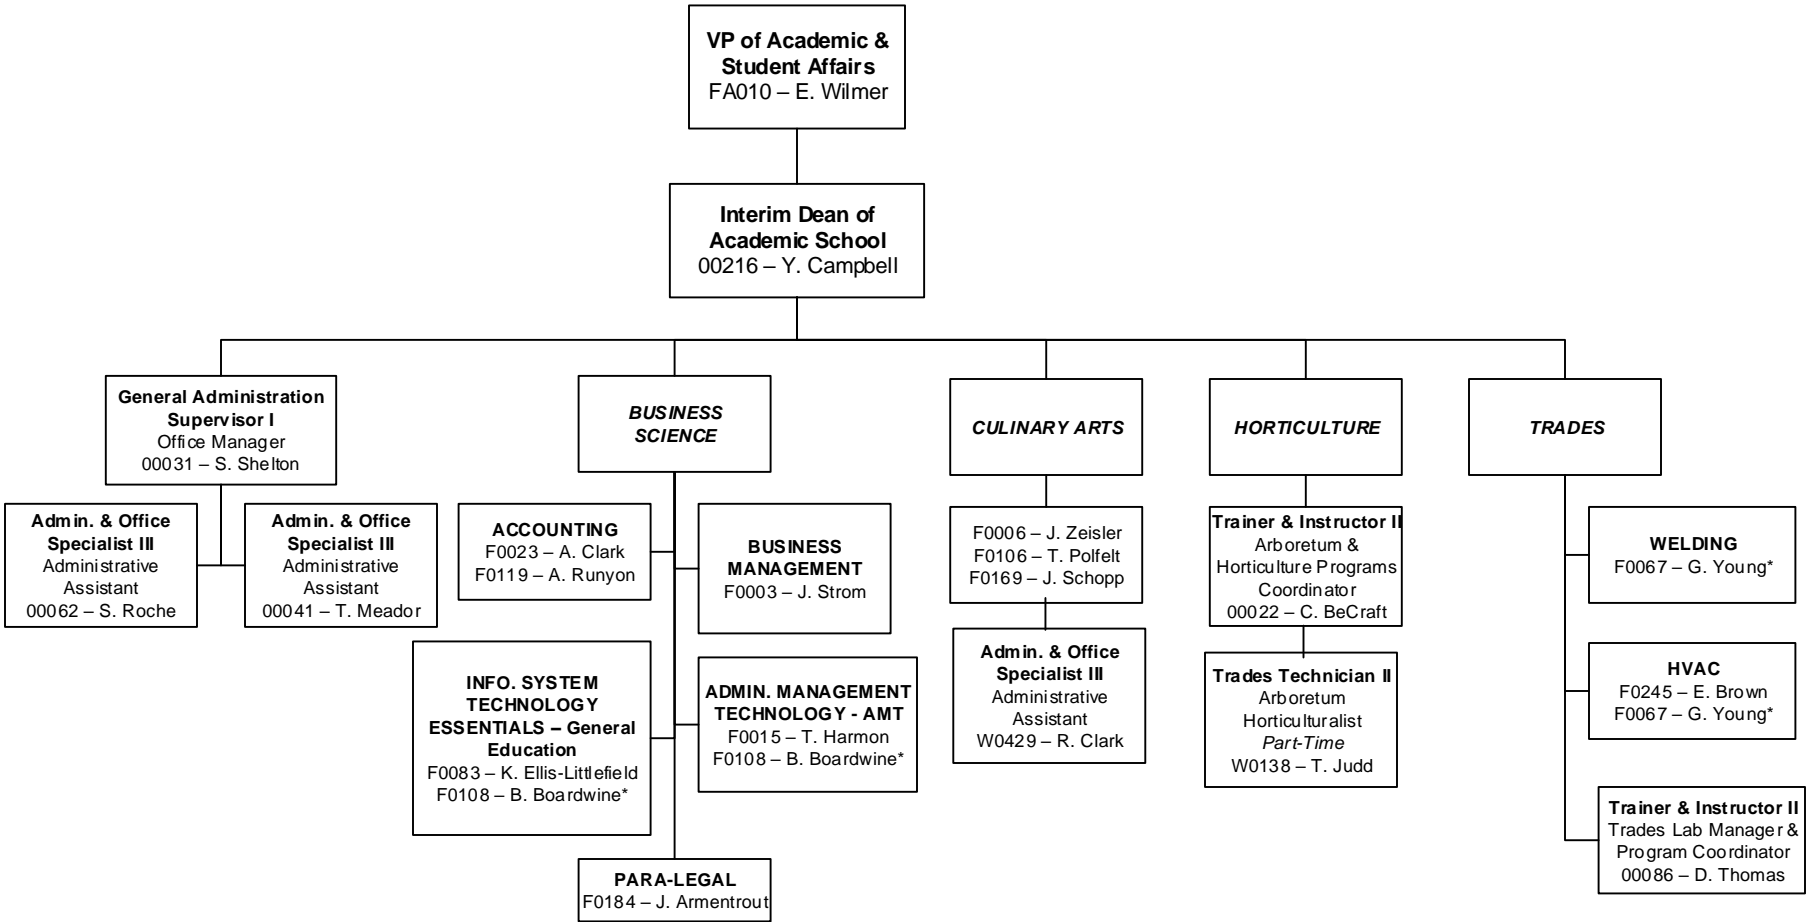 VP of Academic &
Student Affairs
FA010 – E. Wilmer
Interim Dean of
Academic School
00216 – Y. Campbell
General Administration
Supervisor I
Office Manager
00031 – S. Shelton
BUSINESS
SCIENCE
CULINARY ARTS
HORTICULTURE
TRADES
Admin. & Office
Specialist III
Administrative
Assistant
00062 – S. Roche
Admin. & Office
Specialist III
Administrative
Assistant
00041 – T. Meador
ACCOUNTING
F0023 – A. Clark
F0119 – A. Runyon
BUSINESS
MANAGEMENT
F0003 – J. Strom
INFO. SYSTEM
TECHNOLOGY
ESSENTIALS – General
Education
F0083 – K. Ellis-Littlefield
F0108 – B. Boardwine*
ADMIN. MANAGEMENT
TECHNOLOGY - AMT
F0015 – T. Harmon
F0108 – B. Boardwine*
PARA-LEGAL
F0184 – J. Armentrout
F0006 – J. Zeisler
F0106 – T. Polfelt
F0169 – J. Schopp
Admin. & Office
Specialist III
Administrative
Assistant
W0429 – R. Clark
Trainer & Instructor II
Arboretum &
Horticulture Programs
Coordinator
00022 – C. BeCraft
Trades Technician II
Arboretum
Horticulturalist
Part-Time
W0138 – T. Judd
WELDING
F0067 – G. Young*
HVAC
F0245 – E. Brown
F0067 – G. Young*
Trainer & Instructor II
Trades Lab Manager &
Program Coordinator
00086 – D. Thomas